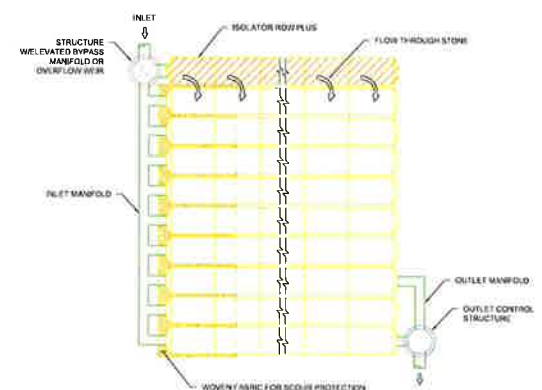 INLET
ISOLATOR ROW PLUS
STRUCTURE
W/ELEVATED BYPASS
MANIFOLD OR
OVERFLOW WEIR
FLOW THROUGH STONE
INLET MANIFOLD
OUTLET MANIFOLD
OUTLET CONTROL
STRUCTURE
WOVEN FABRIC FOR SCOUR PROTECTION